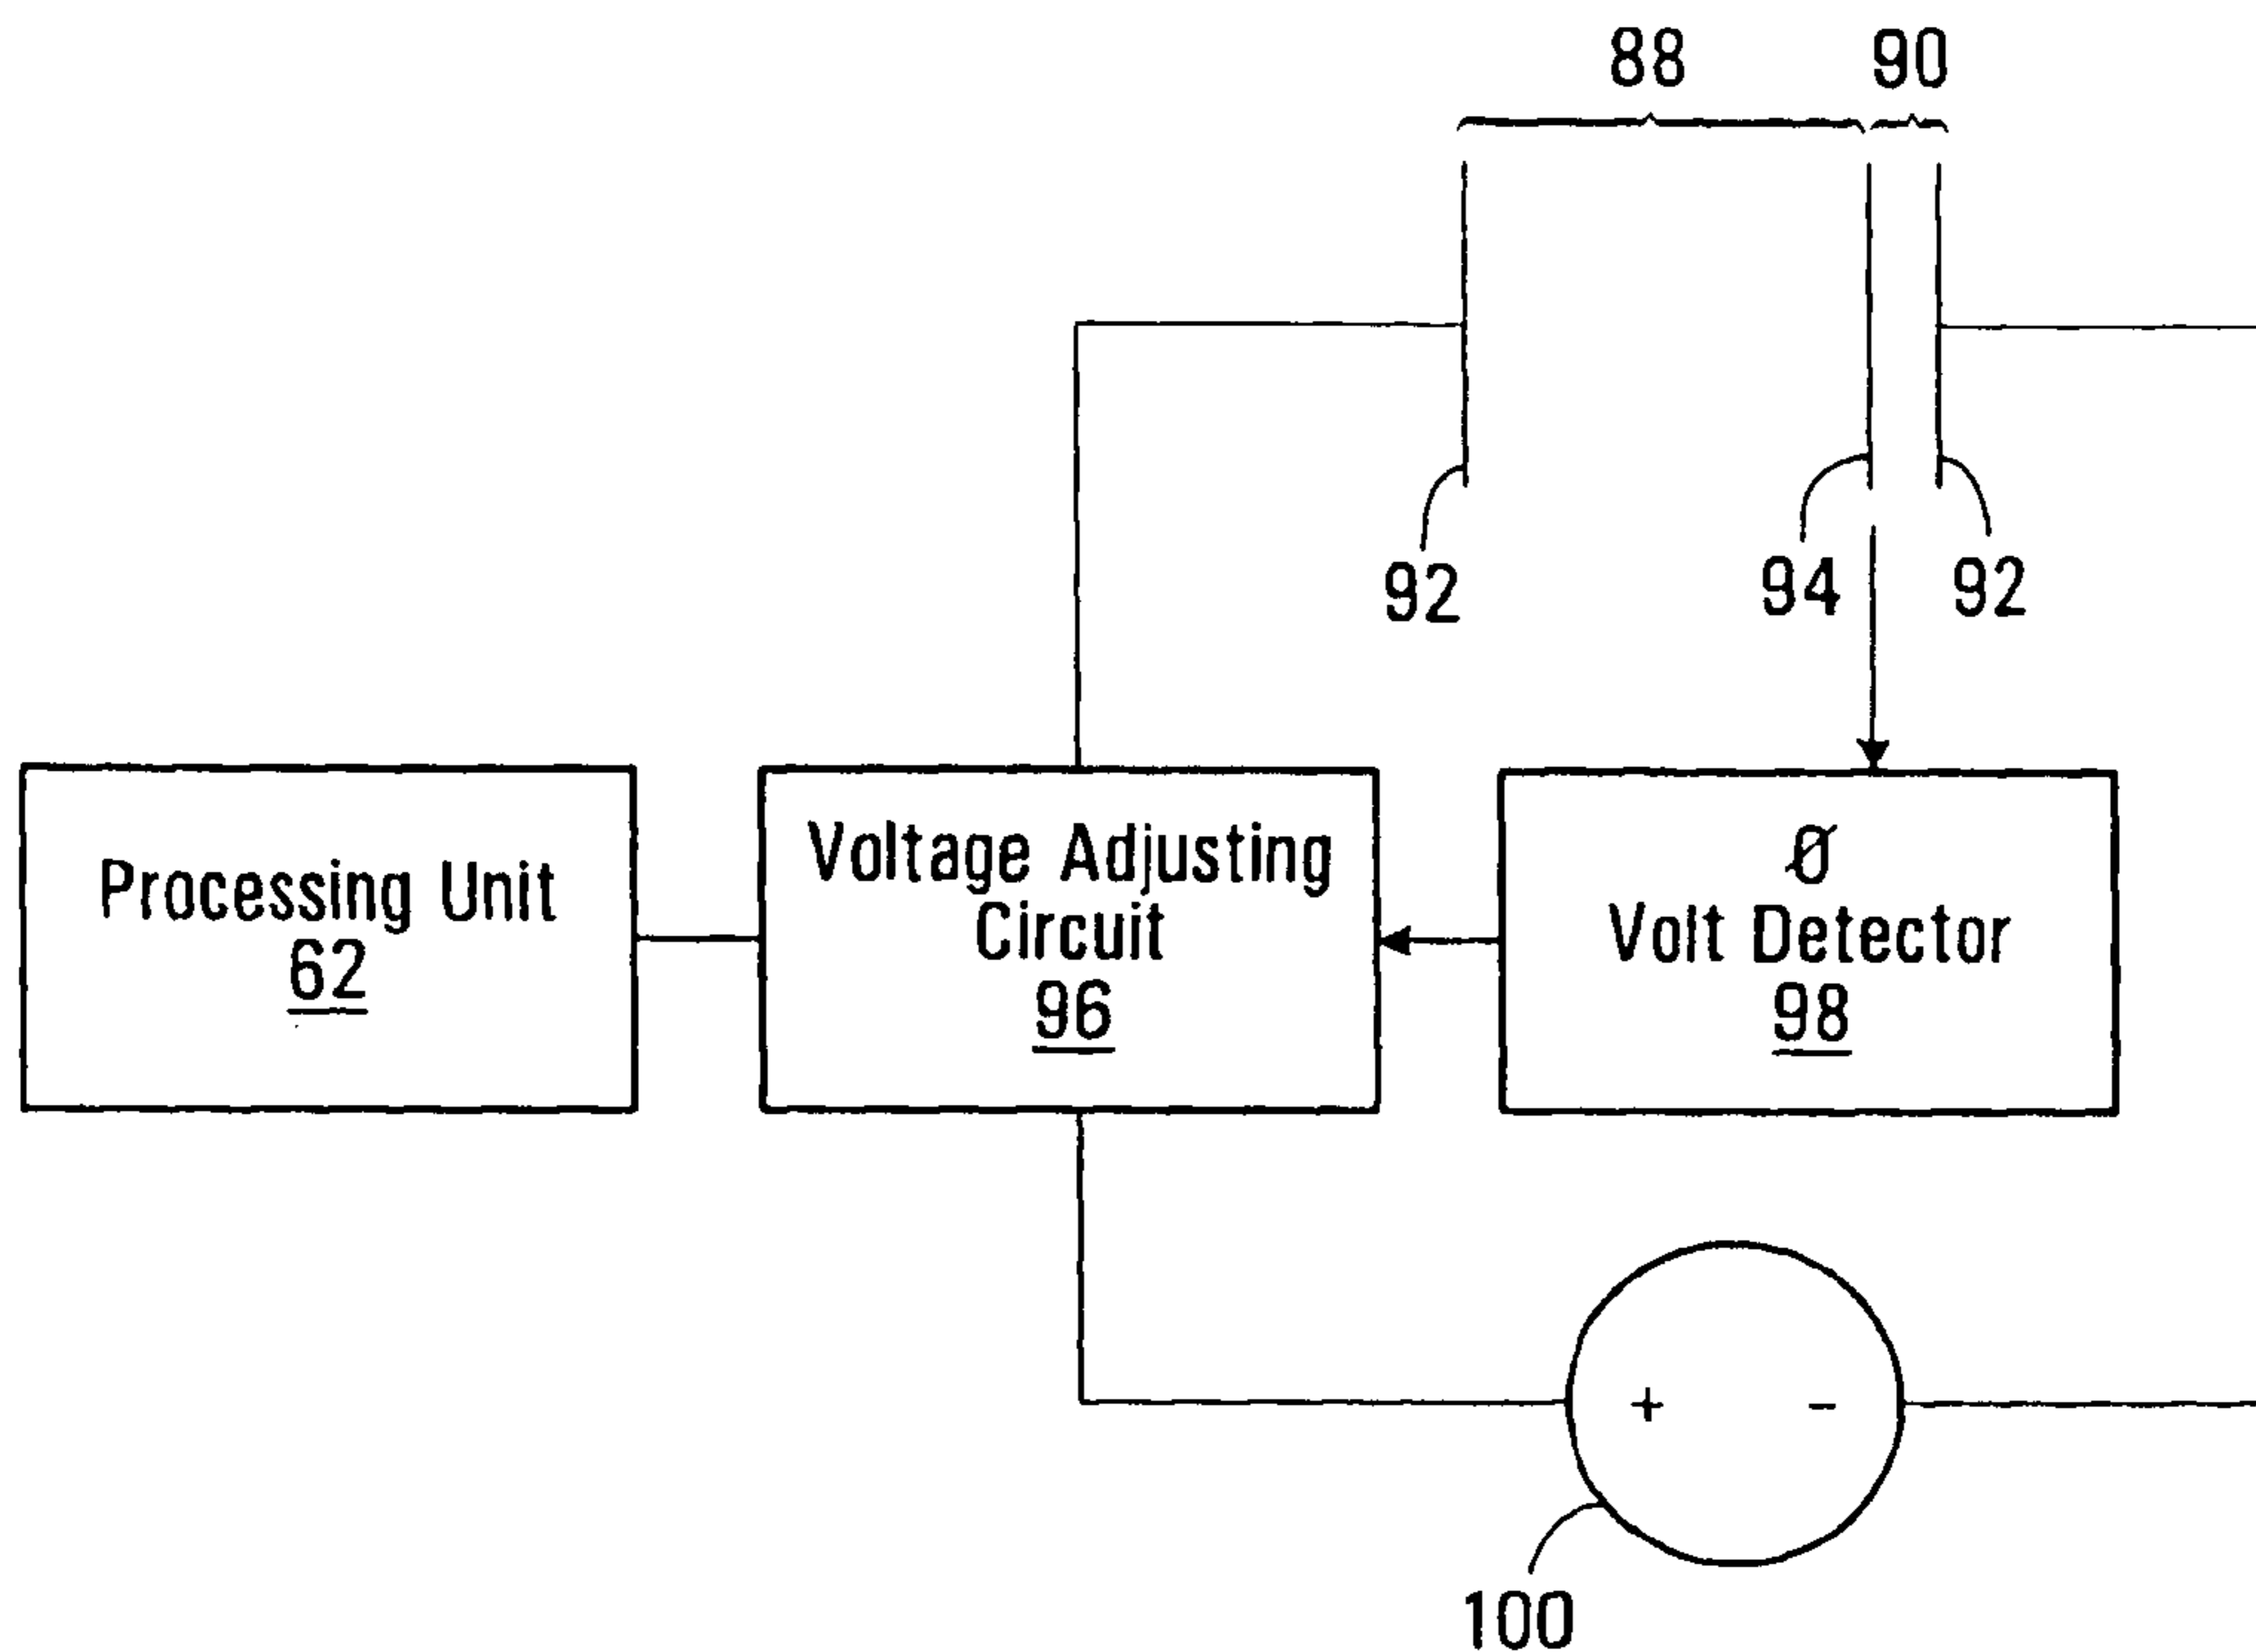 88 90
92 94 92
Processing Unit
62
Voltage Adjusting
Circuit
96
Ø
Volt Detector
98
+ -
100